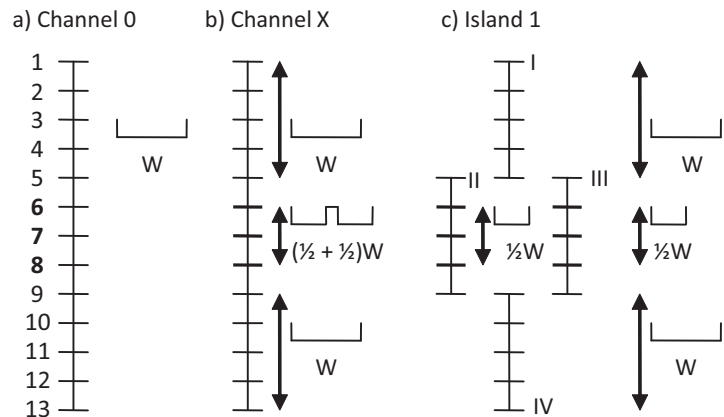 a) Channel 0 b) Channel X c) Island 1
1 I
2
3
4 W W W
5 II III
6
7 (½ + ½)W ½W ½W
8
9
10
11 W W
12
13 IV